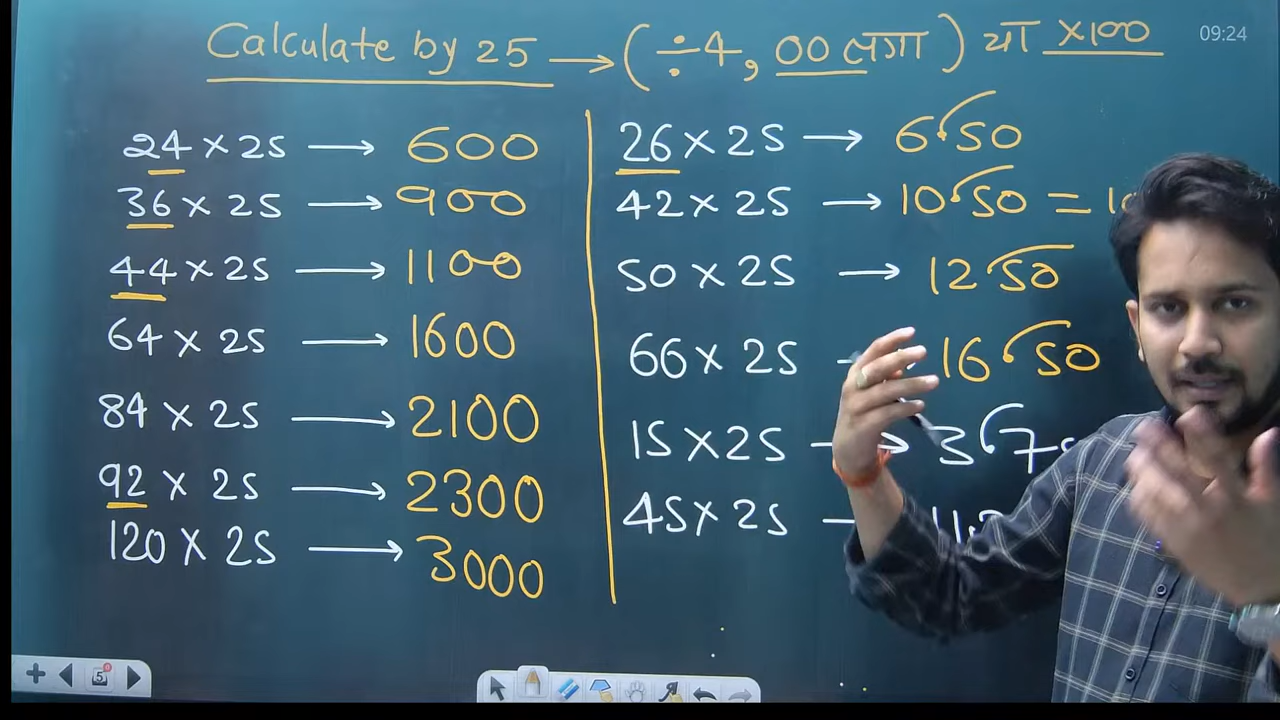 Calculate by 25 → (÷4, 00 लगा) या ×100
09:24
24 × 25 → 600
36 × 25 → 900
44 × 25 → 1100
64 × 25 → 1600
84 × 25 → 2100
92 × 25 → 2300
120 × 25 → 3000
26 × 25 → 6.50
42 × 25 → 10.50 =
50 × 25 → 12.50
66 × 25 → 16.50
15 × 25 → 3.7
45 × 25 →
5